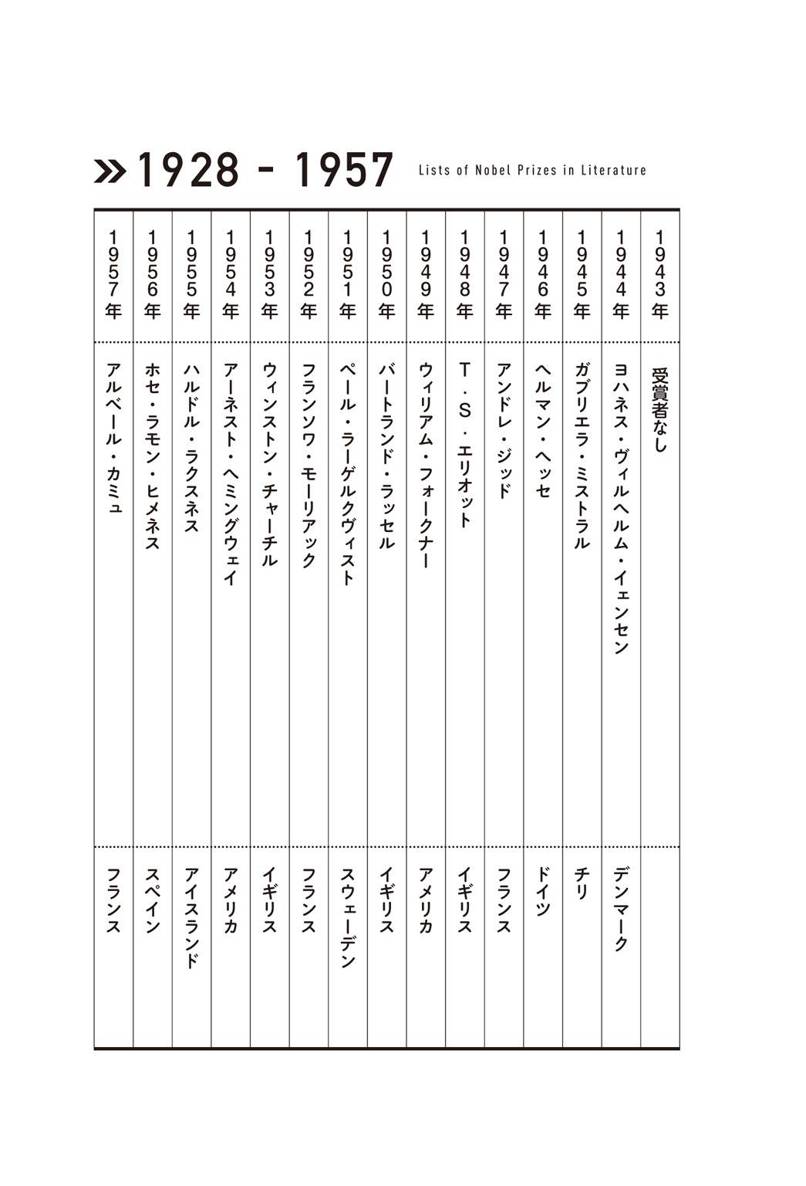 1928 - 1957
Lists of Nobel Prizes in Literature
1943年 受賞者なし
1944年 ヨハネス・ヴィルヘルム・イェンセン デンマーク
1945年 ガブリエラ・ミストラル チリ
1946年 ヘルマン・ヘッセ ドイツ
1947年 アンドレ・ジッド フランス
1948年 T.S.エリオット イギリス
1949年 ウィリアム・フォークナー アメリカ
1950年 バートランド・ラッセル イギリス
1951年 ペール・ラーゲルクヴィスト スウェーデン
1952年 フランソワ・モーリアック フランス
1953年 ウィンストン・チャーチル イギリス
1954年 アーネスト・ヘミングウェイ アメリカ
1955年 ハルドル・ラクスネス アイスランド
1956年 ホセ・ラモン・ヒメネス スペイン
1957年 アルベール・カミュ フランス